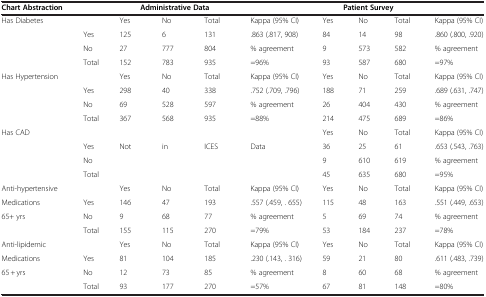 Chart Abstraction Administrative Data Patient Survey
Has Diabetes Yes No Total Kappa (95% CI) Yes No Total Kappa (95% CI)
Yes 125 6 131 .863 (.817, 908) 84 14 98 .860 (.800, .920)
No 27 777 804 % agreement 9 573 582 % agreement
Total 152 783 935 =96% 93 587 680 =97%
Has Hypertension Yes No Total Kappa (95% CI) Yes No Total Kappa (95% CI)
Yes 298 40 338 .752 (.709, .796) 188 71 259 .689 (.631, .747)
No 69 528 597 % agreement 26 404 430 % agreement
Total 367 568 935 =88% 214 475 689 =86%
Has CAD Yes No Total Kappa (95% CI)
Yes Not in ICES Data 36 25 61 .653 (.543, .763)
No 9 610 619 % agreement
Total 45 635 680 =95%
Anti-hypertensive Yes No Total Kappa (95% CI) Yes No Total Kappa (95% CI)
Medications Yes 146 47 193 .557 (.459, . 655) 115 48 163 .551 (.449, .653)
65+ yrs No 9 68 77 % agreement 5 69 74 % agreement
Total 155 115 270 =79% 53 184 237 =78%
Anti-lipidemic Yes No Total Kappa (95% CI) Yes No Total Kappa (95% CI)
Medications Yes 81 104 185 .230 (.143, . 316) 59 21 80 .611 (.483, .739)
65 + yrs No 12 73 85 % agreement 8 60 68 % agreement
Total 93 177 270 =57% 67 81 148 =80%